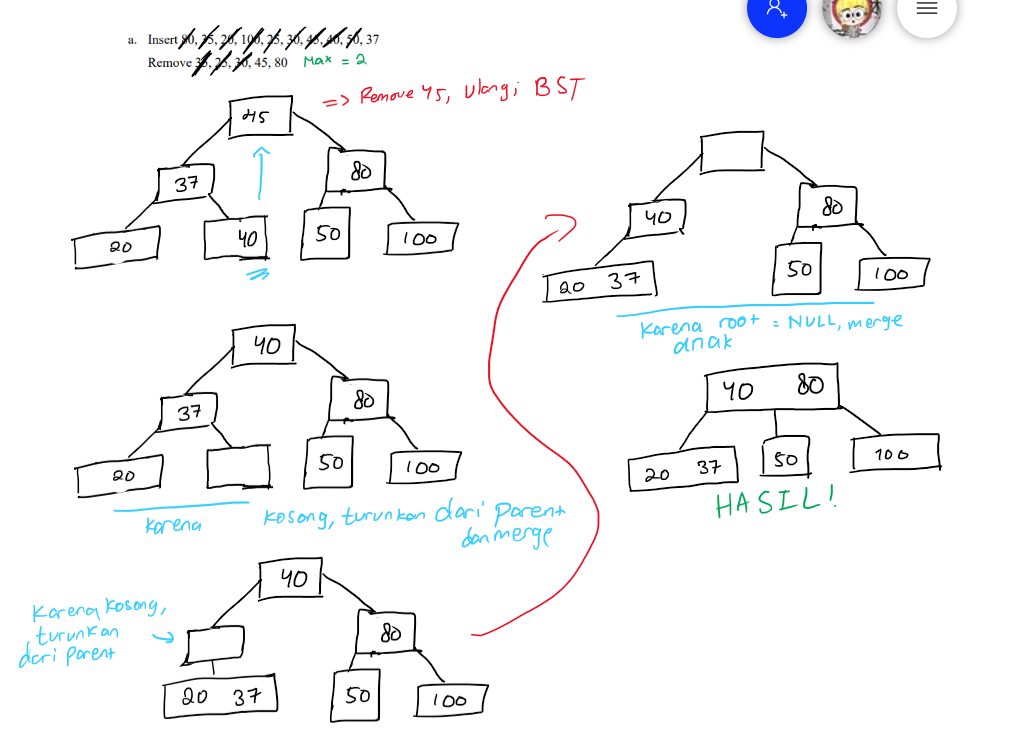 a. Insert 80, 35, 20, 100, 25, 30, 45, 40, 50, 37
Remove 35, 25, 30, 45, 80 Max = 2
=> Remove 45, ulangi BST
45
37 80
20 40 50 100
40
37 80
20 50 100
Karena kosong, turunkan dari parent
dan merge
40
Karena kosong,
turunkan
dari parent
80
20 37 50 100
40 80
20 37 50 100
Karena root = NULL, merge
anak
40 80
20 37 50 100
HASIL!